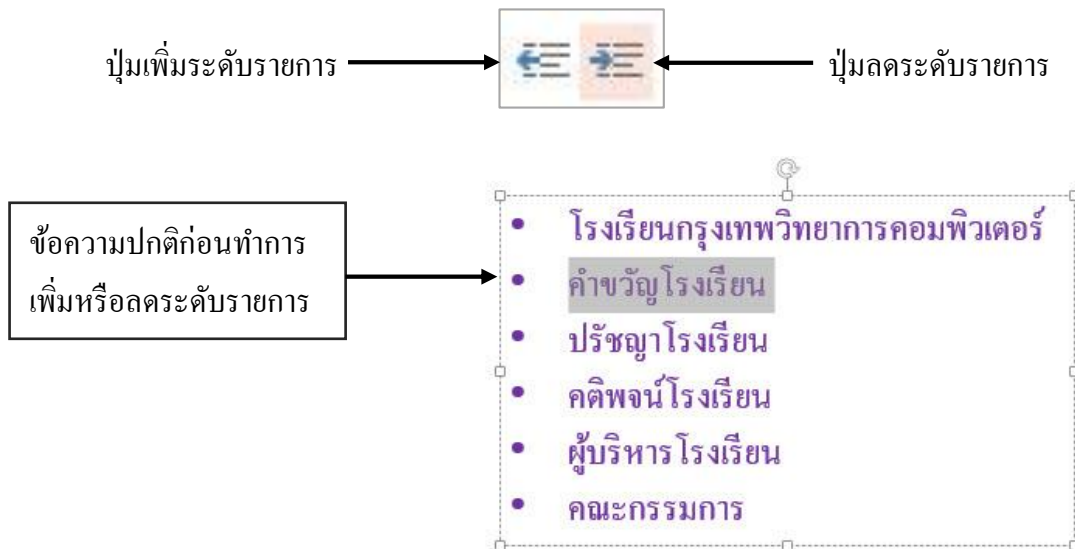 ปุ่มเพิ่มระดับรายการ
ปุ่มลดระดับรายการ
ข้อความปกติก่อนทำการ
เพิ่มหรือลดระดับรายการ
• โรงเรียนกรุงเทพวิทยาการคอมพิวเตอร์
• คำขวัญโรงเรียน
• ปรัชญาโรงเรียน
• คติพจน์โรงเรียน
• ผู้บริหารโรงเรียน
• คณะกรรมการ